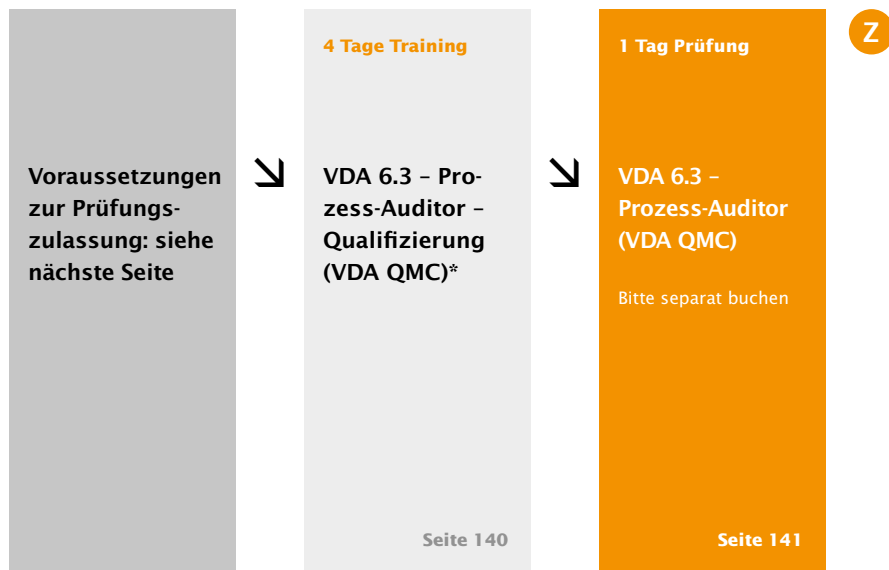 Voraussetzungen
zur Prüfungs-
zulassung: siehe
nächste Seite
4 Tage Training
VDA 6.3 – Pro-
zess-Auditor –
Qualifizierung
(VDA QMC)*
Seite 140
1 Tag Prüfung
VDA 6.3 –
Prozess-Auditor
(VDA QMC)
Bitte separat buchen
Seite 141
Z